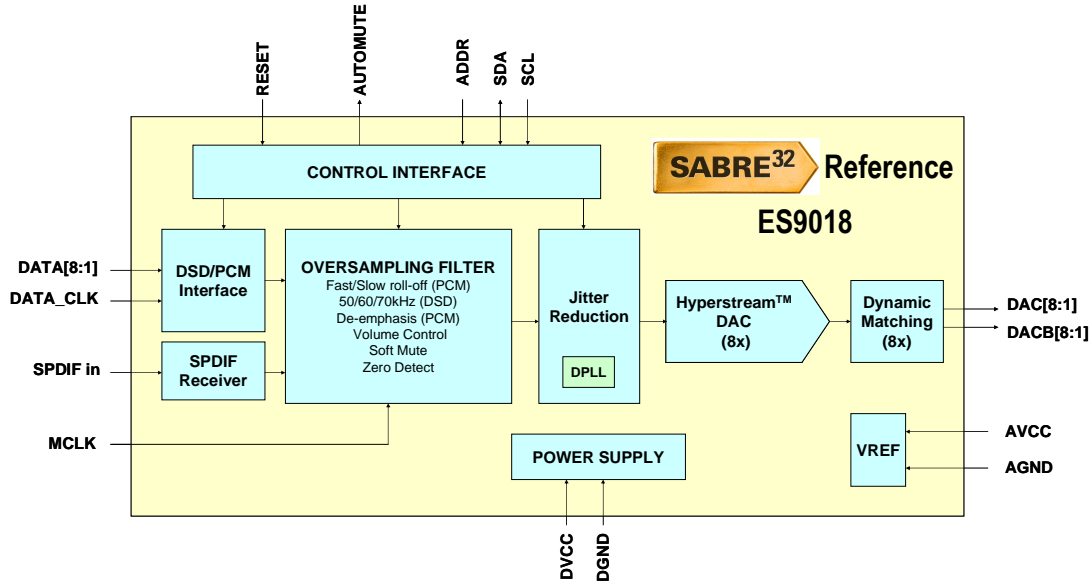 RESET
AUTOMUTE
ADDR
SDA
SCL
CONTROL INTERFACE
SABRE32 Reference
ES9018
DATA[8:1]
DATA_CLK
DSD/PCM
Interface
OVERSAMPLING FILTER
Fast/Slow roll-off (PCM)
50/60/70kHz (DSD)
De-emphasis (PCM)
Volume Control
Soft Mute
Zero Detect
Jitter
Reduction
DPLL
Hyperstream™
DAC
(8x)
Dynamic
Matching
(8x)
DAC[8:1]
DACB[8:1]
SPDIF in
SPDIF
Receiver
MCLK
POWER SUPPLY
VREF
AVCC
AGND
DVCC
DGND